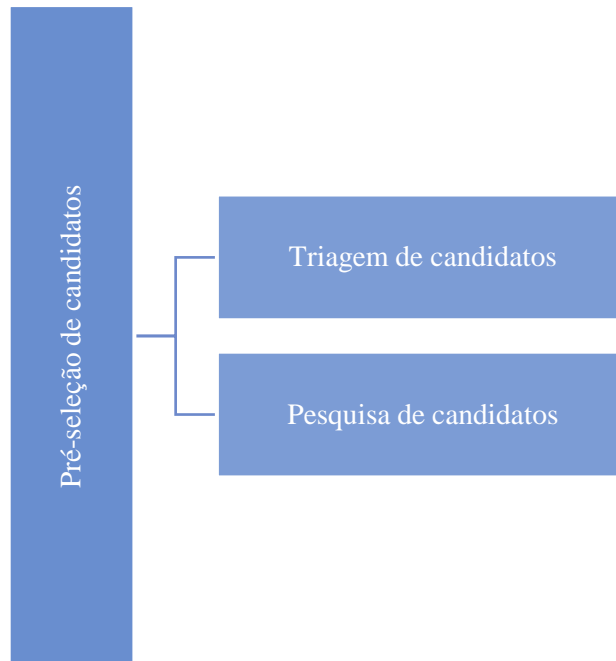 Pré-seleção de candidatos
Triagem de candidatos
Pesquisa de candidatos